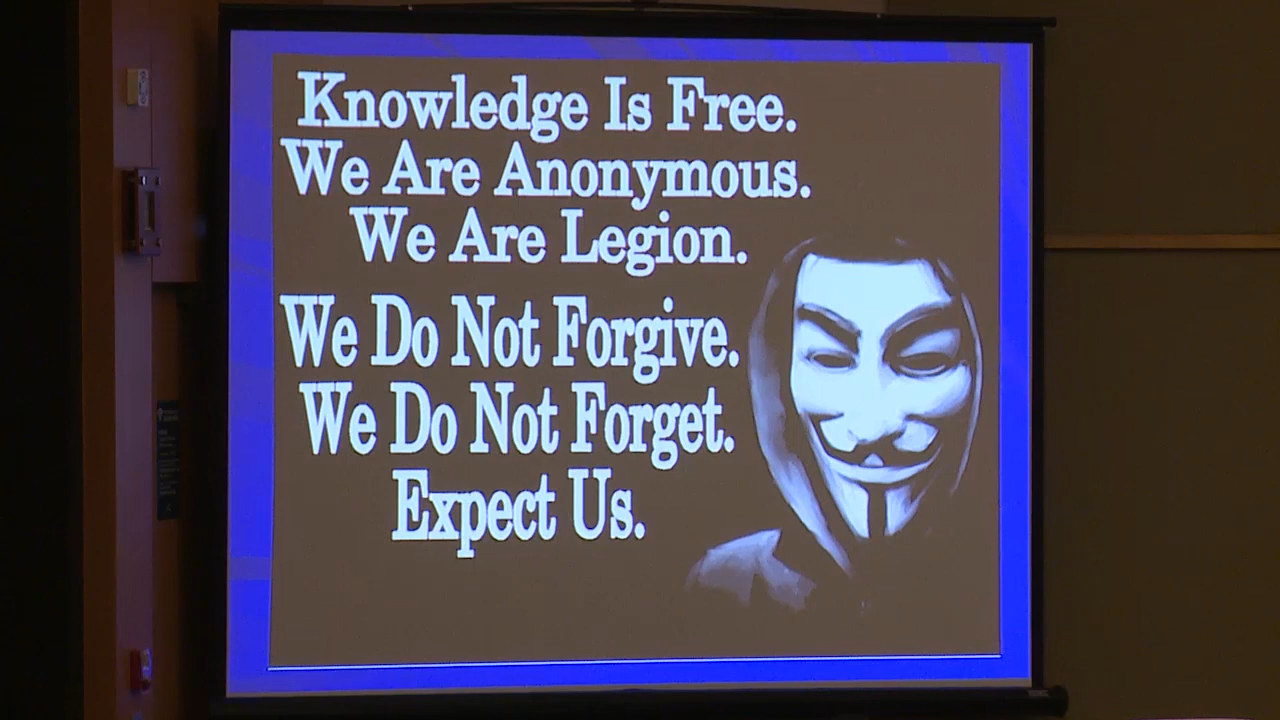 Knowledge Is Free.
We Are Anonymous.
We Are Legion.
We Do Not Forgive.
We Do Not Forget.
Expect Us.